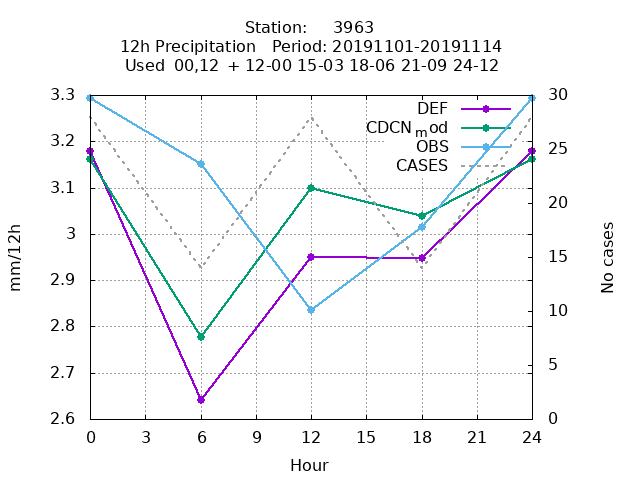 Station: 3963
12h Precipitation Period: 20191101-20191114
Used 00,12 + 12-00 15-03 18-06 21-09 24-12
3.3
3.2
3.1
3
2.9
2.8
2.7
2.6
30
25
20
15
10
5
0
0 3 6 9 12 15 18 21 24
mm/12h
No cases
Hour
DEF
CDCN_mod
OBS
CASES